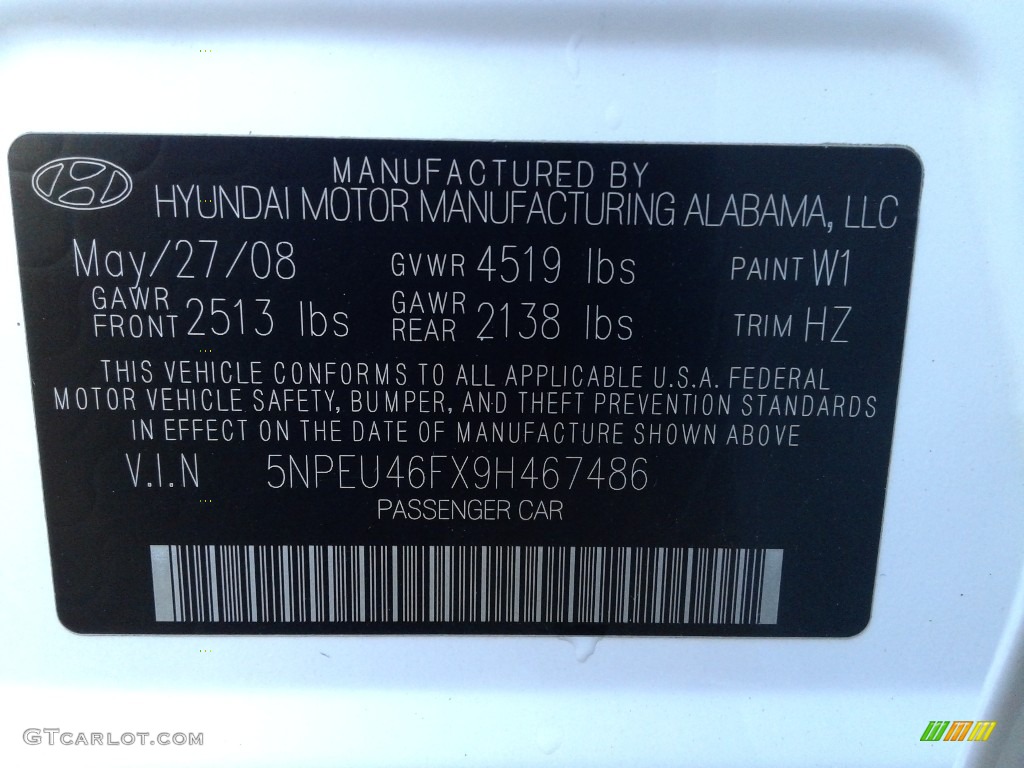 MANUFACTURED BY
HYUNDAI MOTOR MANUFACTURING ALABAMA, LLC
May/27/08 GVWR 4519 lbs PAINT W1
GAWR FRONT 2513 lbs GAWR REAR 2138 lbs TRIM HZ
THIS VEHICLE CONFORMS TO ALL APPLICABLE U.S.A. FEDERAL
MOTOR VEHICLE SAFETY, BUMPER, AND THEFT PREVENTION STANDARDS
IN EFFECT ON THE DATE OF MANUFACTURE SHOWN ABOVE
V.I.N 5NPEU46FX9H467486
PASSENGER CAR
GTCARLOT.COM